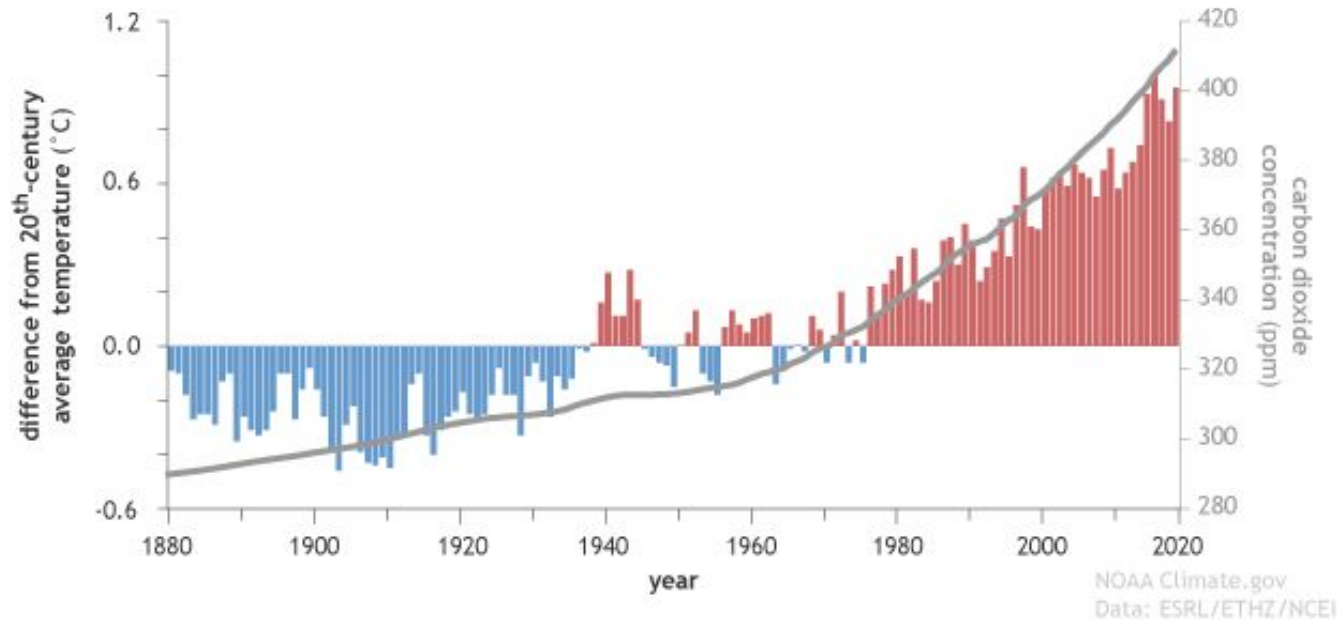 1.2
0.6
0.0
-0.6
difference from 20th-century
average temperature (°C)
420
400
380
360
340
320
300
280
carbon dioxide
concentration (ppm)
1880
1900
1920
1940
1960
1980
2000
2020
year
NOAA Climate.gov
Data: ESRL/ETHZ/NCEI